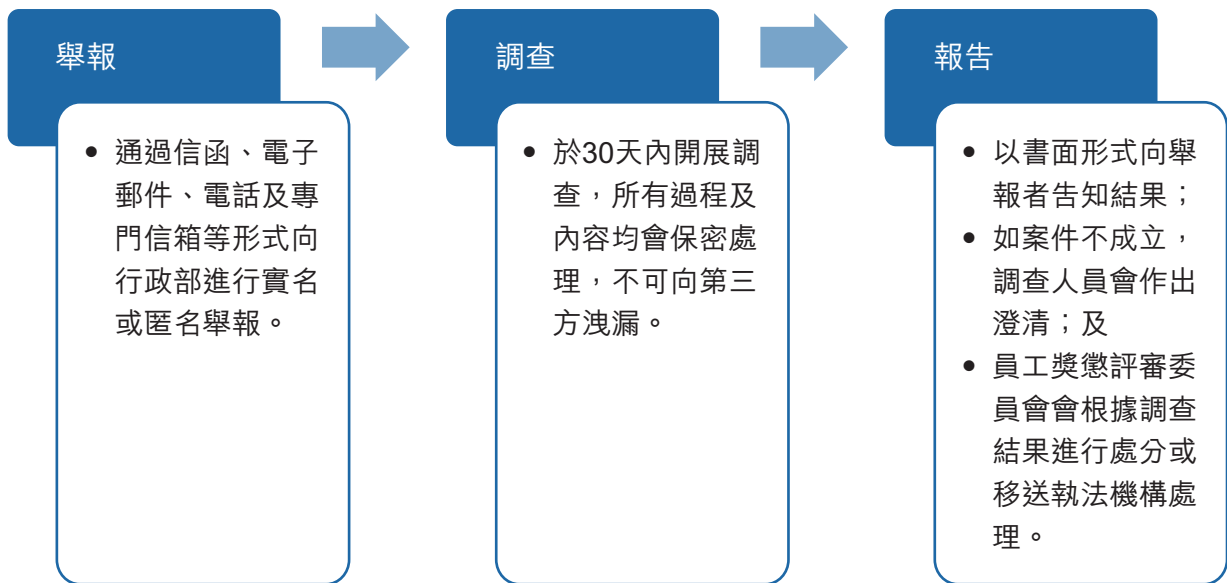 舉報
通過信函、電子
郵件、電話及專
門信箱等形式向
行政部進行實名
或匿名舉報。
調查
於30天內開展調
查，所有過程及
內容均會保密處
理，不可向第三
方洩漏。
報告
以書面形式向舉
報者告知結果；
如案件不成立，
調查人員會作出
澄清；及
員工獎懲評審委
員會會根據調查
結果進行處分或
移送執法機構處
理。